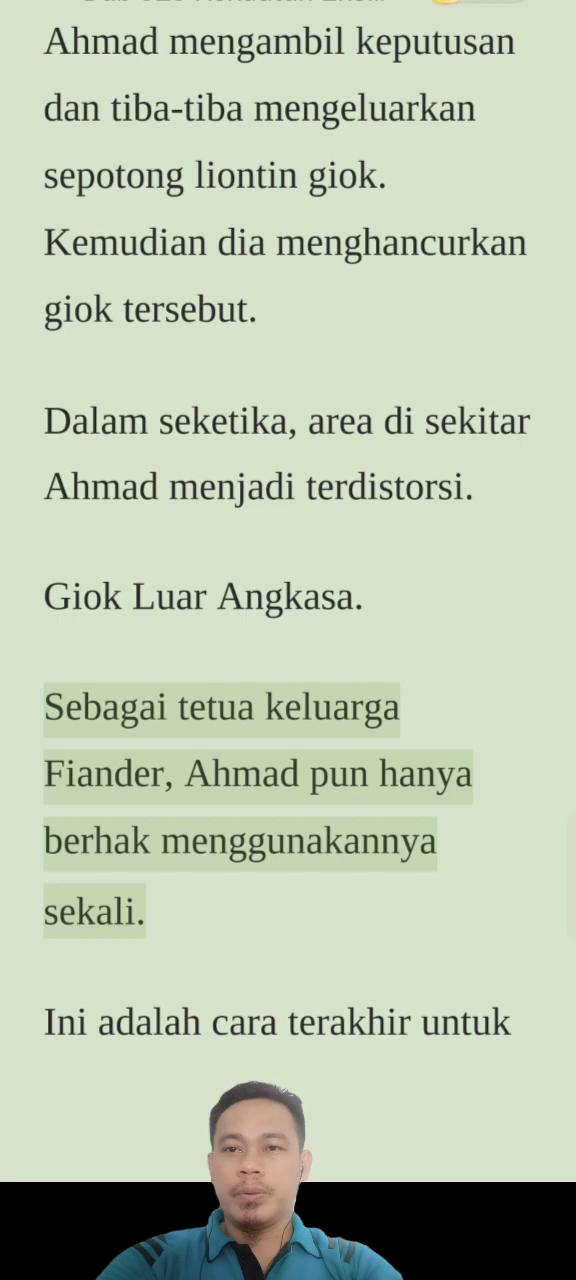 Ahmad mengambil keputusan
dan tiba-tiba mengeluarkan
sepotong liontin giok.
Kemudian dia menghancurkan
giok tersebut.
Dalam seketika, area di sekitar
Ahmad menjadi terdistorsi.
Giok Luar Angkasa.
Sebagai tetua keluarga
Fiander, Ahmad pun hanya
berhak menggunakannya
sekali.
Ini adalah cara terakhir untuk